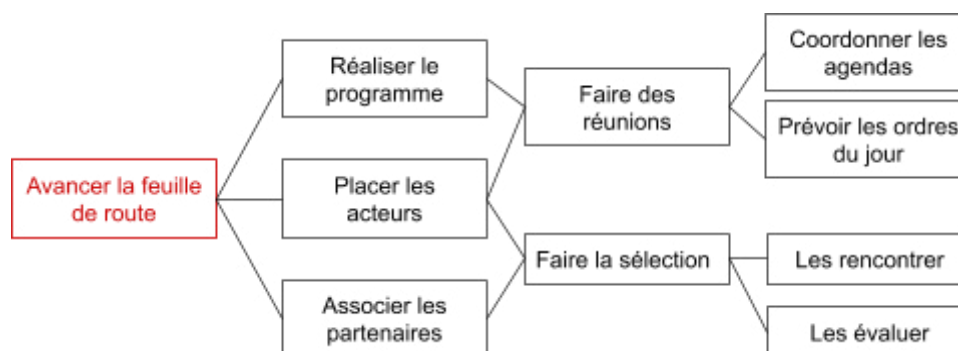 Avancer la feuille
de route
Réaliser le
programme
Placer les
acteurs
Associer les
partenaires
Faire des
réunions
Faire la sélection
Coordonner les
agendas
Prévoir les ordres
du jour
Les rencontrer
Les évaluer